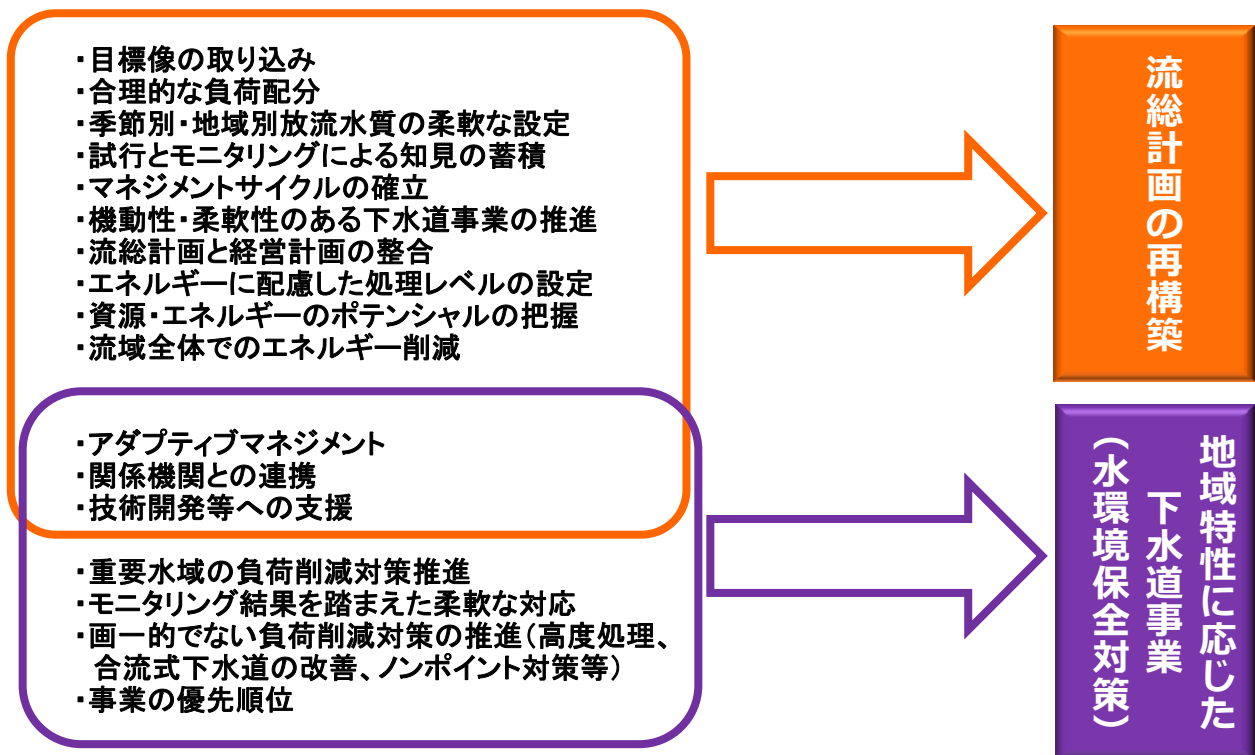 ・目標像の取り込み
・合理的な負荷配分
・季節別・地域別放流水質の柔軟な設定
・試行とモニタリングによる知見の蓄積
・マネジメントサイクルの確立
・機動性・柔軟性のある下水道事業の推進
・流総計画と経営計画の整合
・エネルギーに配慮した処理レベルの設定
・資源・エネルギーのポテンシャルの把握
・流域全体でのエネルギー削減
・アダプティブマネジメント
・関係機関との連携
・技術開発等への支援
・重要水域の負荷削減対策推進
・モニタリング結果を踏まえた柔軟な対応
・画一的でない負荷削減対策の推進(高度処理、
合流式下水道の改善、ノンポイント対策等)
・事業の優先順位
流総計画の再構築
地域特性に応じた
下水道事業
(水環境保全対策)